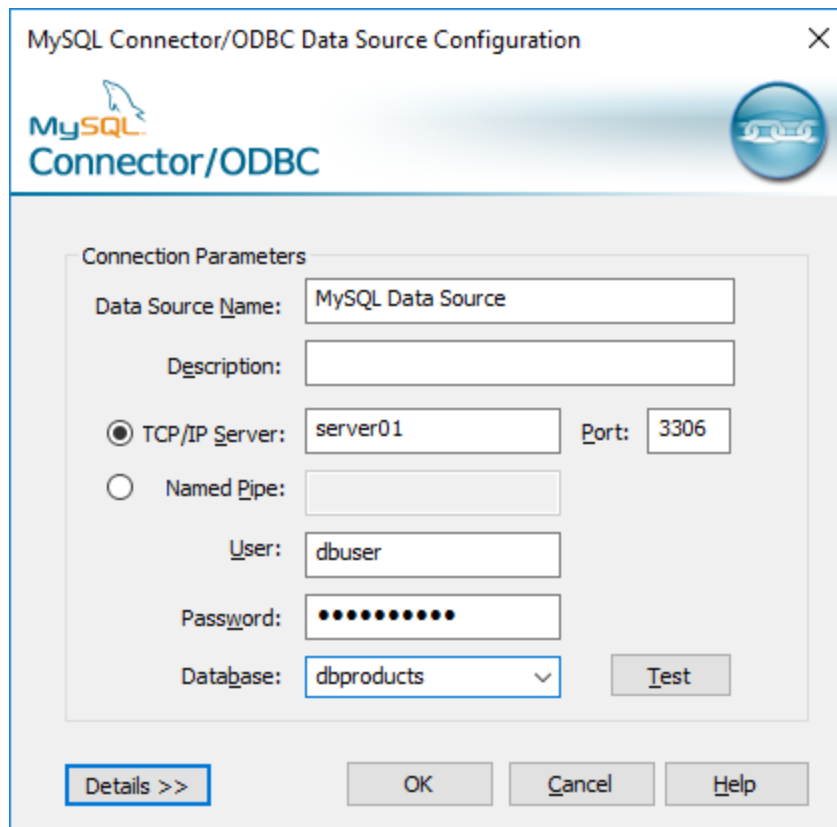 MySQL Connector/ODBC Data Source Configuration
MySQL
Connector/ODBC
Connection Parameters
Data Source Name: MySQL Data Source
Description:
TCP/IP Server: server01 Port: 3306
Named Pipe:
User: dbuser
Password: ••••••••••
Database: dbproducts Test
Details >> OK Cancel Help